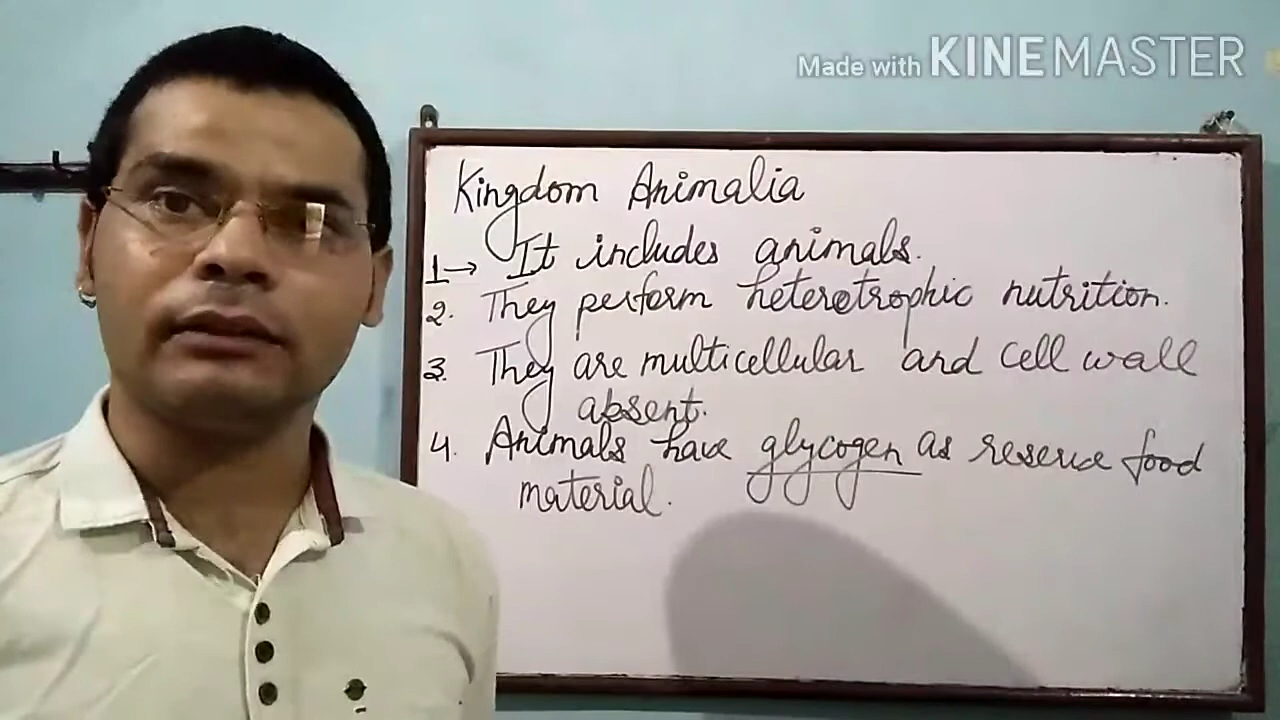 Made with KINEMASTER
Kingdom Animalia
1→ It includes animals.
2. They perform heterotrophic nutrition.
3. They are multicellular and cell wall
absent.
4. Animals have glycogen as reserve food
material.